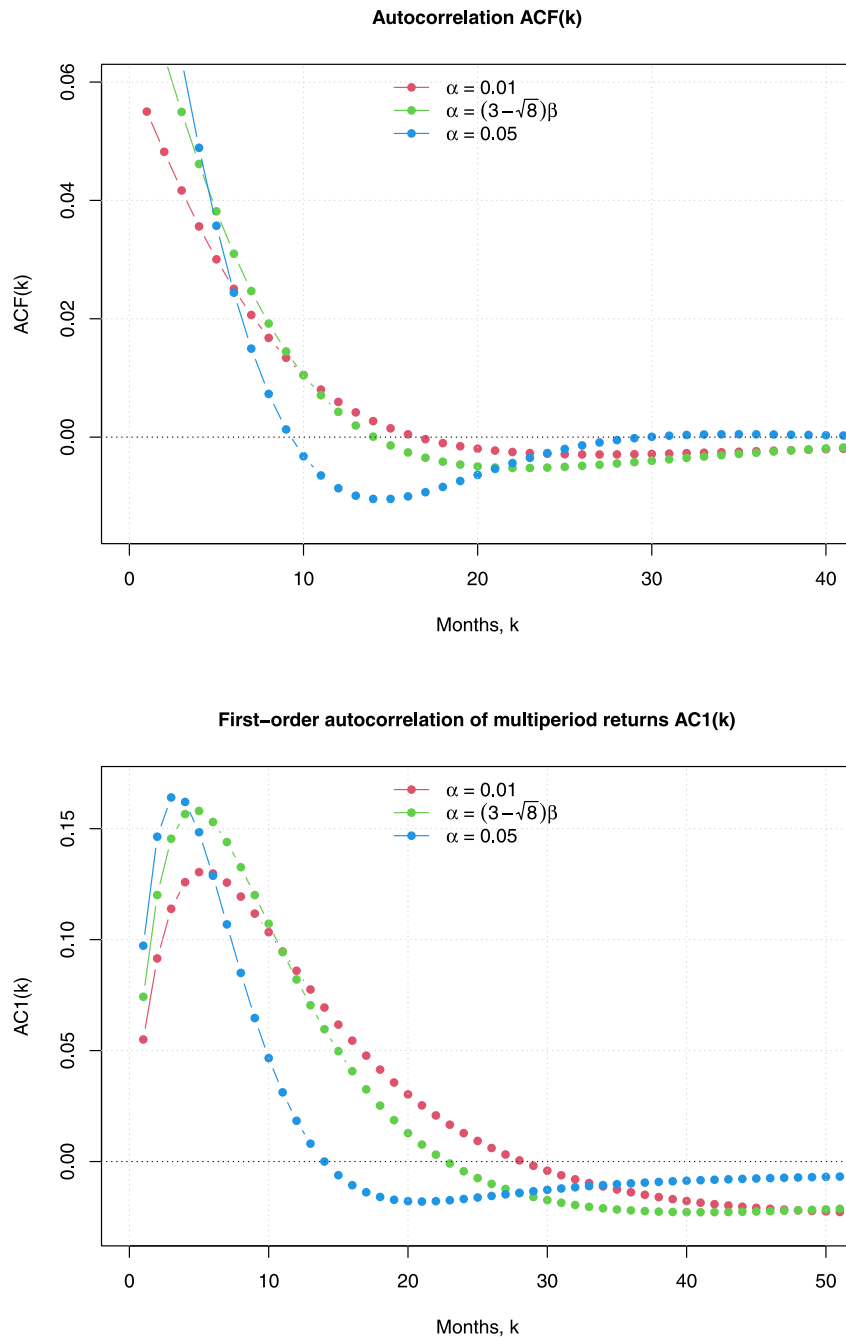 Autocorrelation ACF(k)
α = 0.01
α = (3−√8)β
α = 0.05
0.06
0.04
0.02
0.00
ACF(k)
0 10 20 30 40
Months, k
First−order autocorrelation of multiperiod returns AC1(k)
α = 0.01
α = (3−√8)β
α = 0.05
0.15
0.10
0.05
0.00
AC1(k)
0 10 20 30 40 50
Months, k